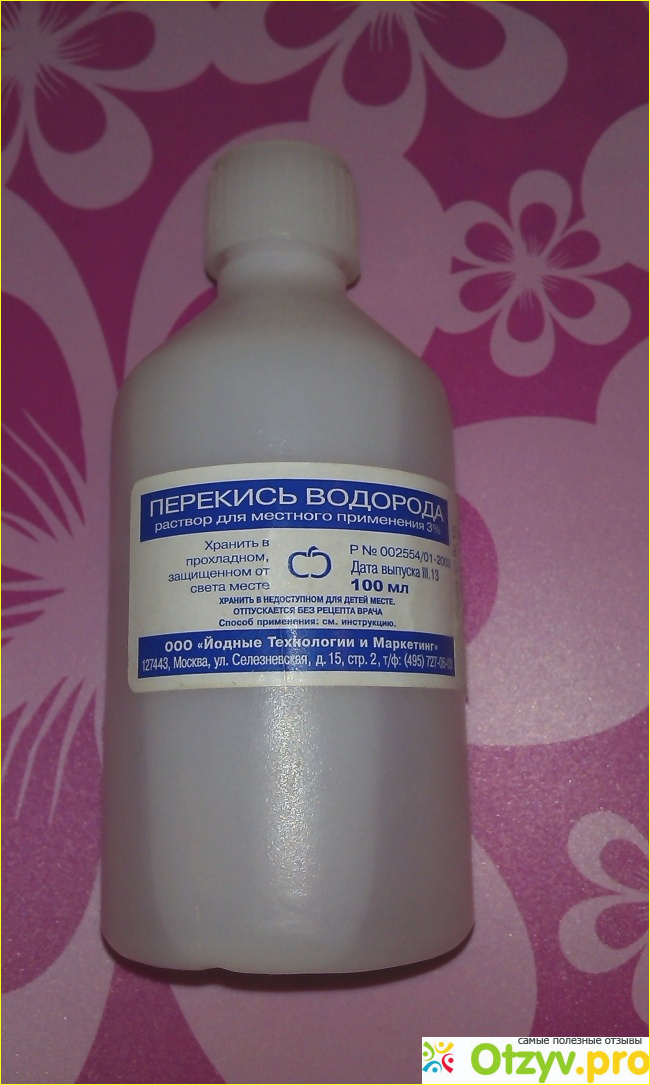 ПЕРЕКИСЬ ВОДОРОДА
раствор для местного применения 3%
Хранить в
прохладном,
защищенном от
света месте
Р № 002554/01-2003
Дата выпуска III.13
100 мл
ХРАНИТЬ В НЕДОСТУПНОМ ДЛЯ ДЕТЕЙ МЕСТЕ.
ОТПУСКАЕТСЯ БЕЗ РЕЦЕПТА ВРАЧА
Способ применения: см. инструкцию.
ООО «Йодные Технологии и Маркетинг»
127443, Москва, ул. Селезневская, д. 15, стр. 2, т/ф: (495)
самые полезные отзывы
Otzyv.pro